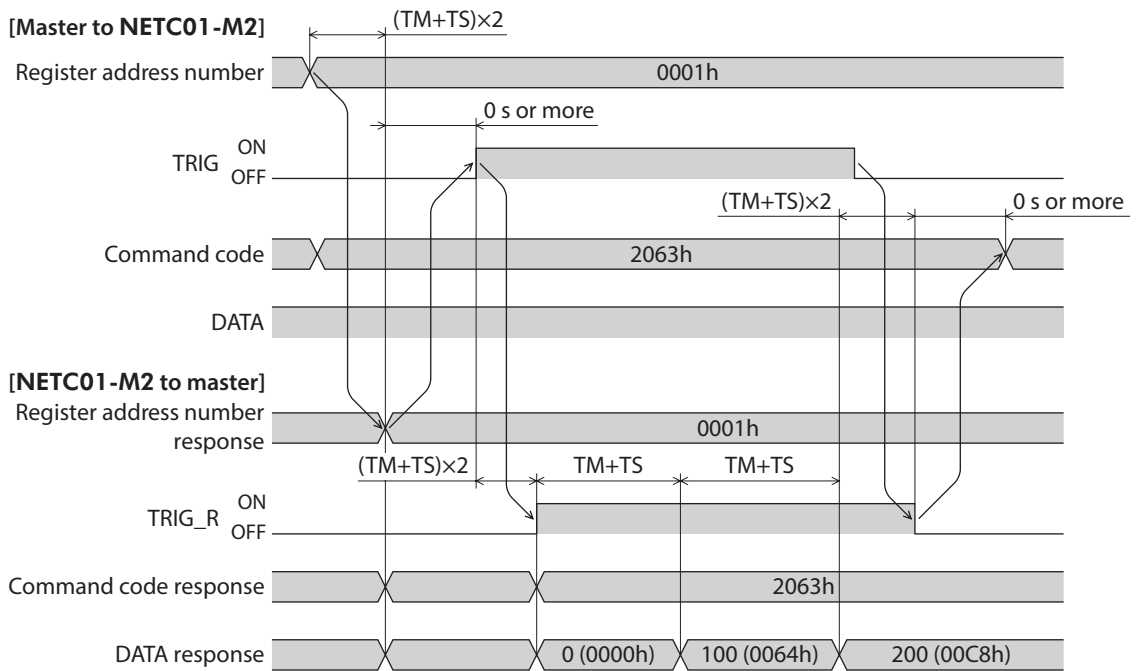 [Master to NETC01-M2]
(TM+TS)×2
Register address number
0001h
0 s or more
TRIG
ON
OFF
(TM+TS)×2
0 s or more
Command code
2063h
DATA
[NETC01-M2 to master]
Register address number
response
0001h
(TM+TS)×2
TM+TS
TM+TS
TRIG_R
ON
OFF
Command code response
2063h
DATA response
0 (0000h)
100 (0064h)
200 (00C8h)